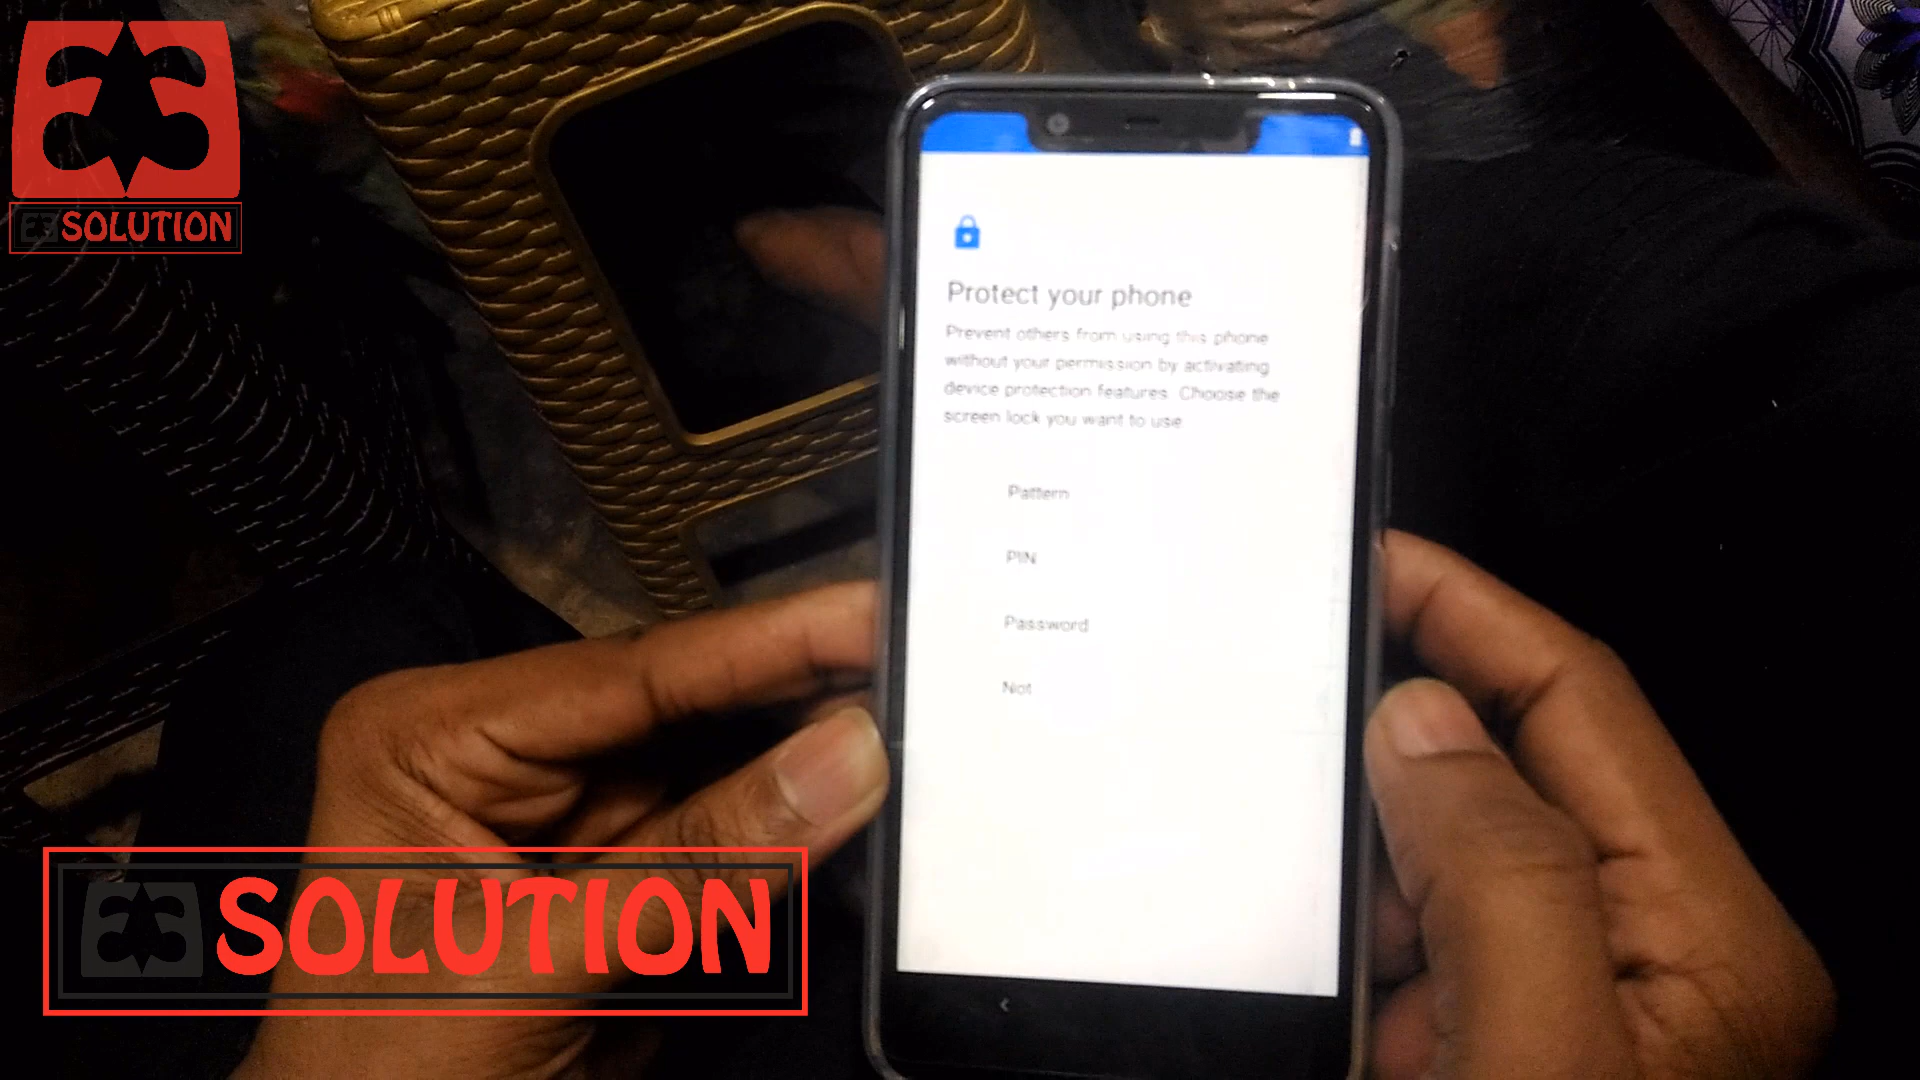 SOLUTION
Protect your phone
Prevent others from using this phone
without your permission by activating
device protection features. Choose the
screen lock you want to use
Pattern
PIN
Password
Not
SOLUTION